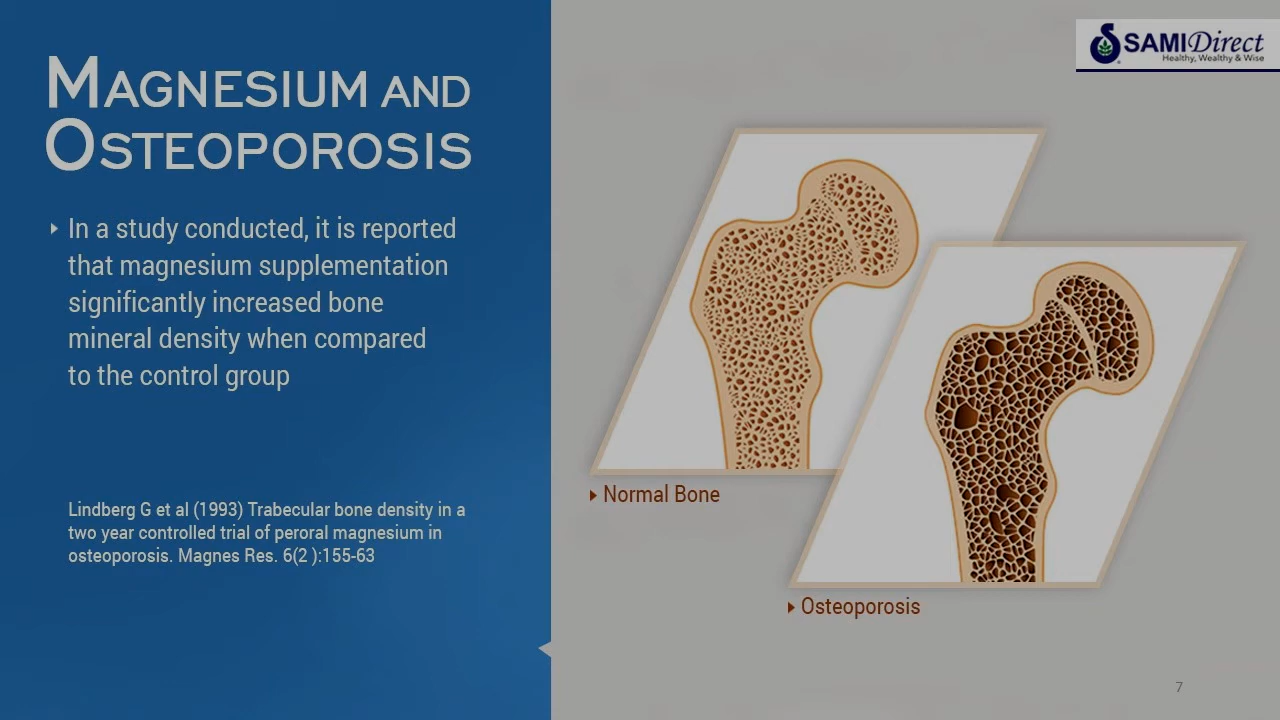 MAGNESIUM AND
OSTEOPOROSIS
In a study conducted, it is reported
that magnesium supplementation
significantly increased bone
mineral density when compared
to the control group
Lindberg G et al (1993) Trabecular bone density in a
two year controlled trial of peroral magnesium in
osteoporosis. Magnes Res. 6(2 ):155-63
SAMIDirect
Healthy, Wealthy & Wise
Normal Bone
Osteoporosis
7